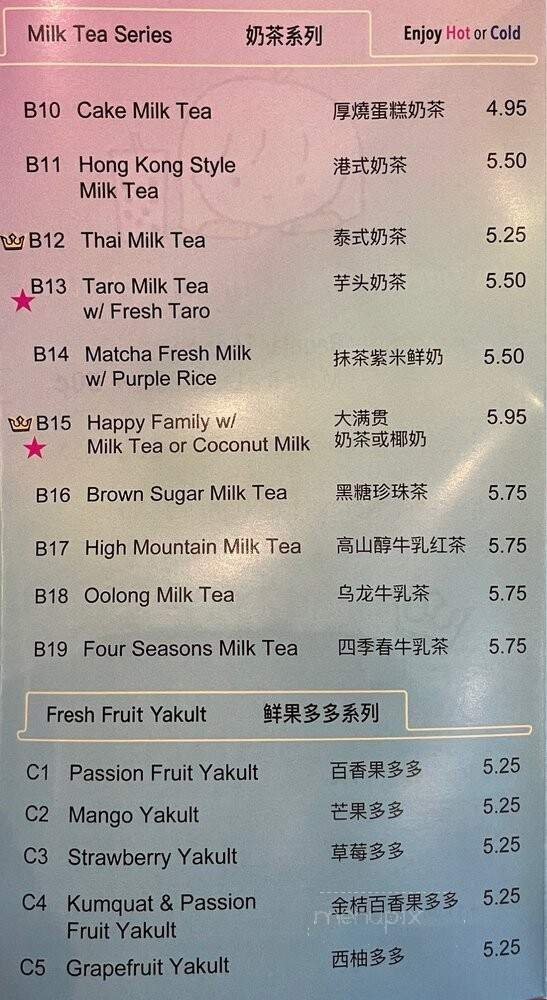 Milk Tea Series 奶茶系列 Enjoy Hot or Cold
B10 Cake Milk Tea 厚燒蛋糕奶茶 4.95
B11 Hong Kong Style 港式奶茶 5.50
Milk Tea
B12 Thai Milk Tea 泰式奶茶 5.25
B13 Taro Milk Tea 芋头奶茶 5.50
w/ Fresh Taro
B14 Matcha Fresh Milk 抹茶紫米鲜奶 5.50
w/ Purple Rice
B15 Happy Family w/ 大满贯 5.95
Milk Tea or Coconut Milk 奶茶或椰奶
B16 Brown Sugar Milk Tea 黑糖珍珠茶 5.75
B17 High Mountain Milk Tea 高山醇牛乳红茶 5.75
B18 Oolong Milk Tea 乌龙牛乳茶 5.75
B19 Four Seasons Milk Tea 四季春牛乳茶 5.75
Fresh Fruit Yakult 鲜果多多系列
C1 Passion Fruit Yakult 百香果多多 5.25
C2 Mango Yakult 芒果多多 5.25
C3 Strawberry Yakult 草莓多多 5.25
C4 Kumquat & Passion 金桔百香果多多 5.25
Fruit Yakult
menupix
C5 Grapefruit Yakult 西柚多多 5.25